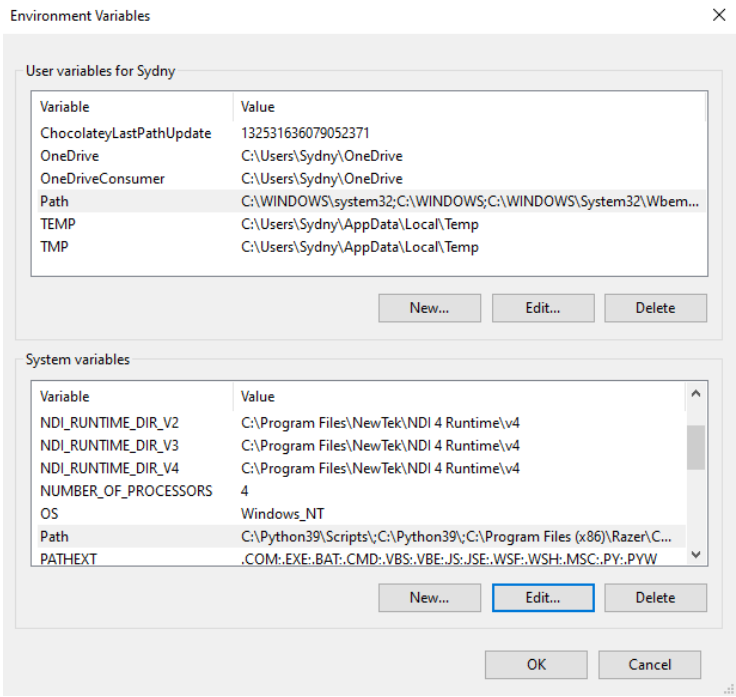 Environment Variables
User variables for Sydny
Variable Value
ChocolateyLastPathUpdate 132531636079052371
OneDrive C:\Users\Sydny\OneDrive
OneDriveConsumer C:\Users\Sydny\OneDrive
Path C:\WINDOWS\system32;C:\WINDOWS;C:\WINDOWS\System32\Wbem...
TEMP C:\Users\Sydny\AppData\Local\Temp
TMP C:\Users\Sydny\AppData\Local\Temp
New... Edit... Delete
System variables
Variable Value
NDI_RUNTIME_DIR_V2 C:\Program Files\NewTek\NDI 4 Runtime\v4
NDI_RUNTIME_DIR_V3 C:\Program Files\NewTek\NDI 4 Runtime\v4
NDI_RUNTIME_DIR_V4 C:\Program Files\NewTek\NDI 4 Runtime\v4
NUMBER_OF_PROCESSORS 4
OS Windows_NT
Path C:\Python39\Scripts\;C:\Python39\;C:\Program Files (x86)\Razer\C...
PATHEXT .COM;.EXE;.BAT;.CMD;.VBS;.VBE;.JS;.JSE;.WSF;.WSH;.MSC;.PY;.PYW
New... Edit... Delete
OK Cancel